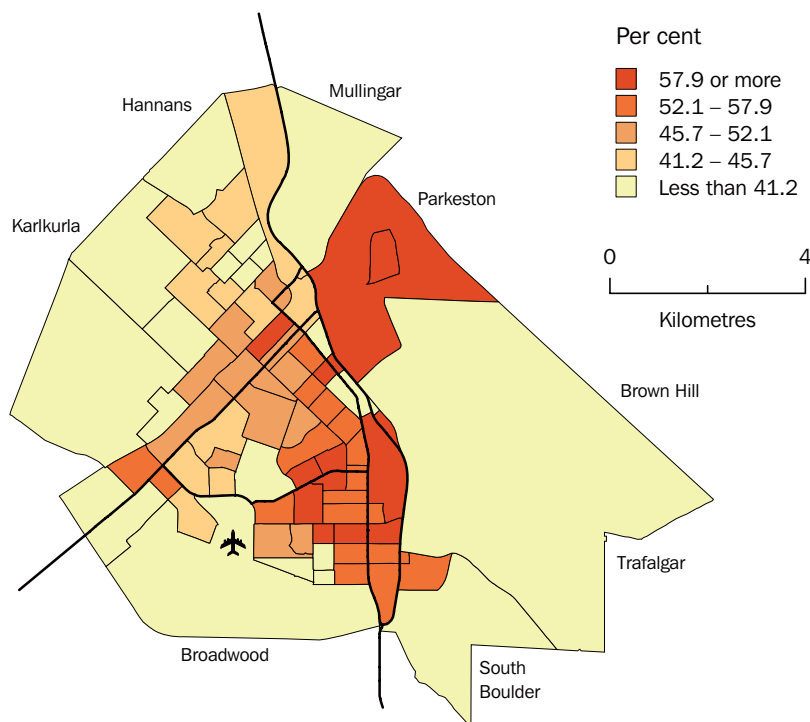 Per cent
57.9 or more
52.1 – 57.9
45.7 – 52.1
41.2 – 45.7
Less than 41.2
0 4
Kilometres
Mullingar
Hannans
Parkeston
Karlkurla
Brown Hill
Trafalgar
Broadwood
South
Boulder